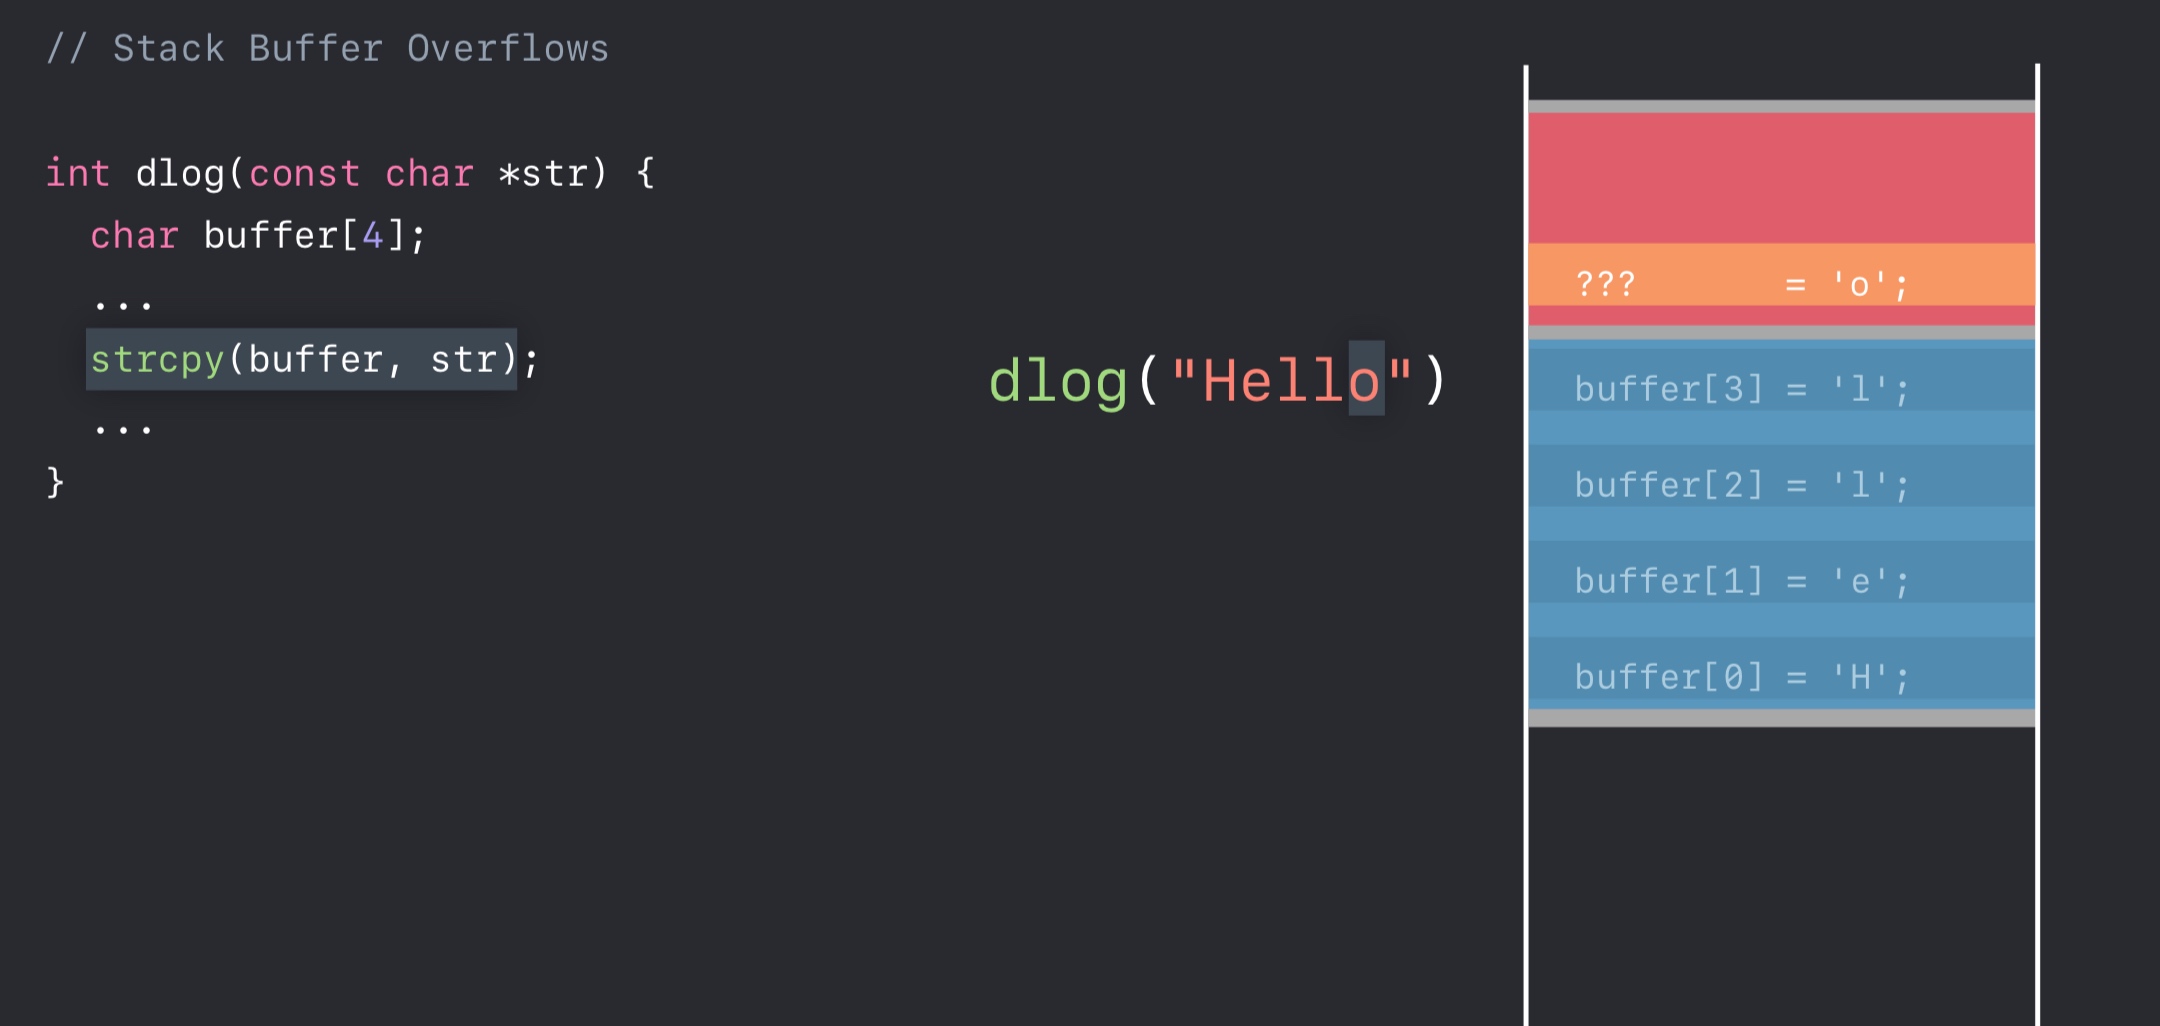 // Stack Buffer Overflows
int dlog(const char *str) {
char buffer[4];
...
strcpy(buffer, str);
...
}
dlog("Hello")
??? = 'o';
buffer[3] = 'l';
buffer[2] = 'l';
buffer[1] = 'e';
buffer[0] = 'H';